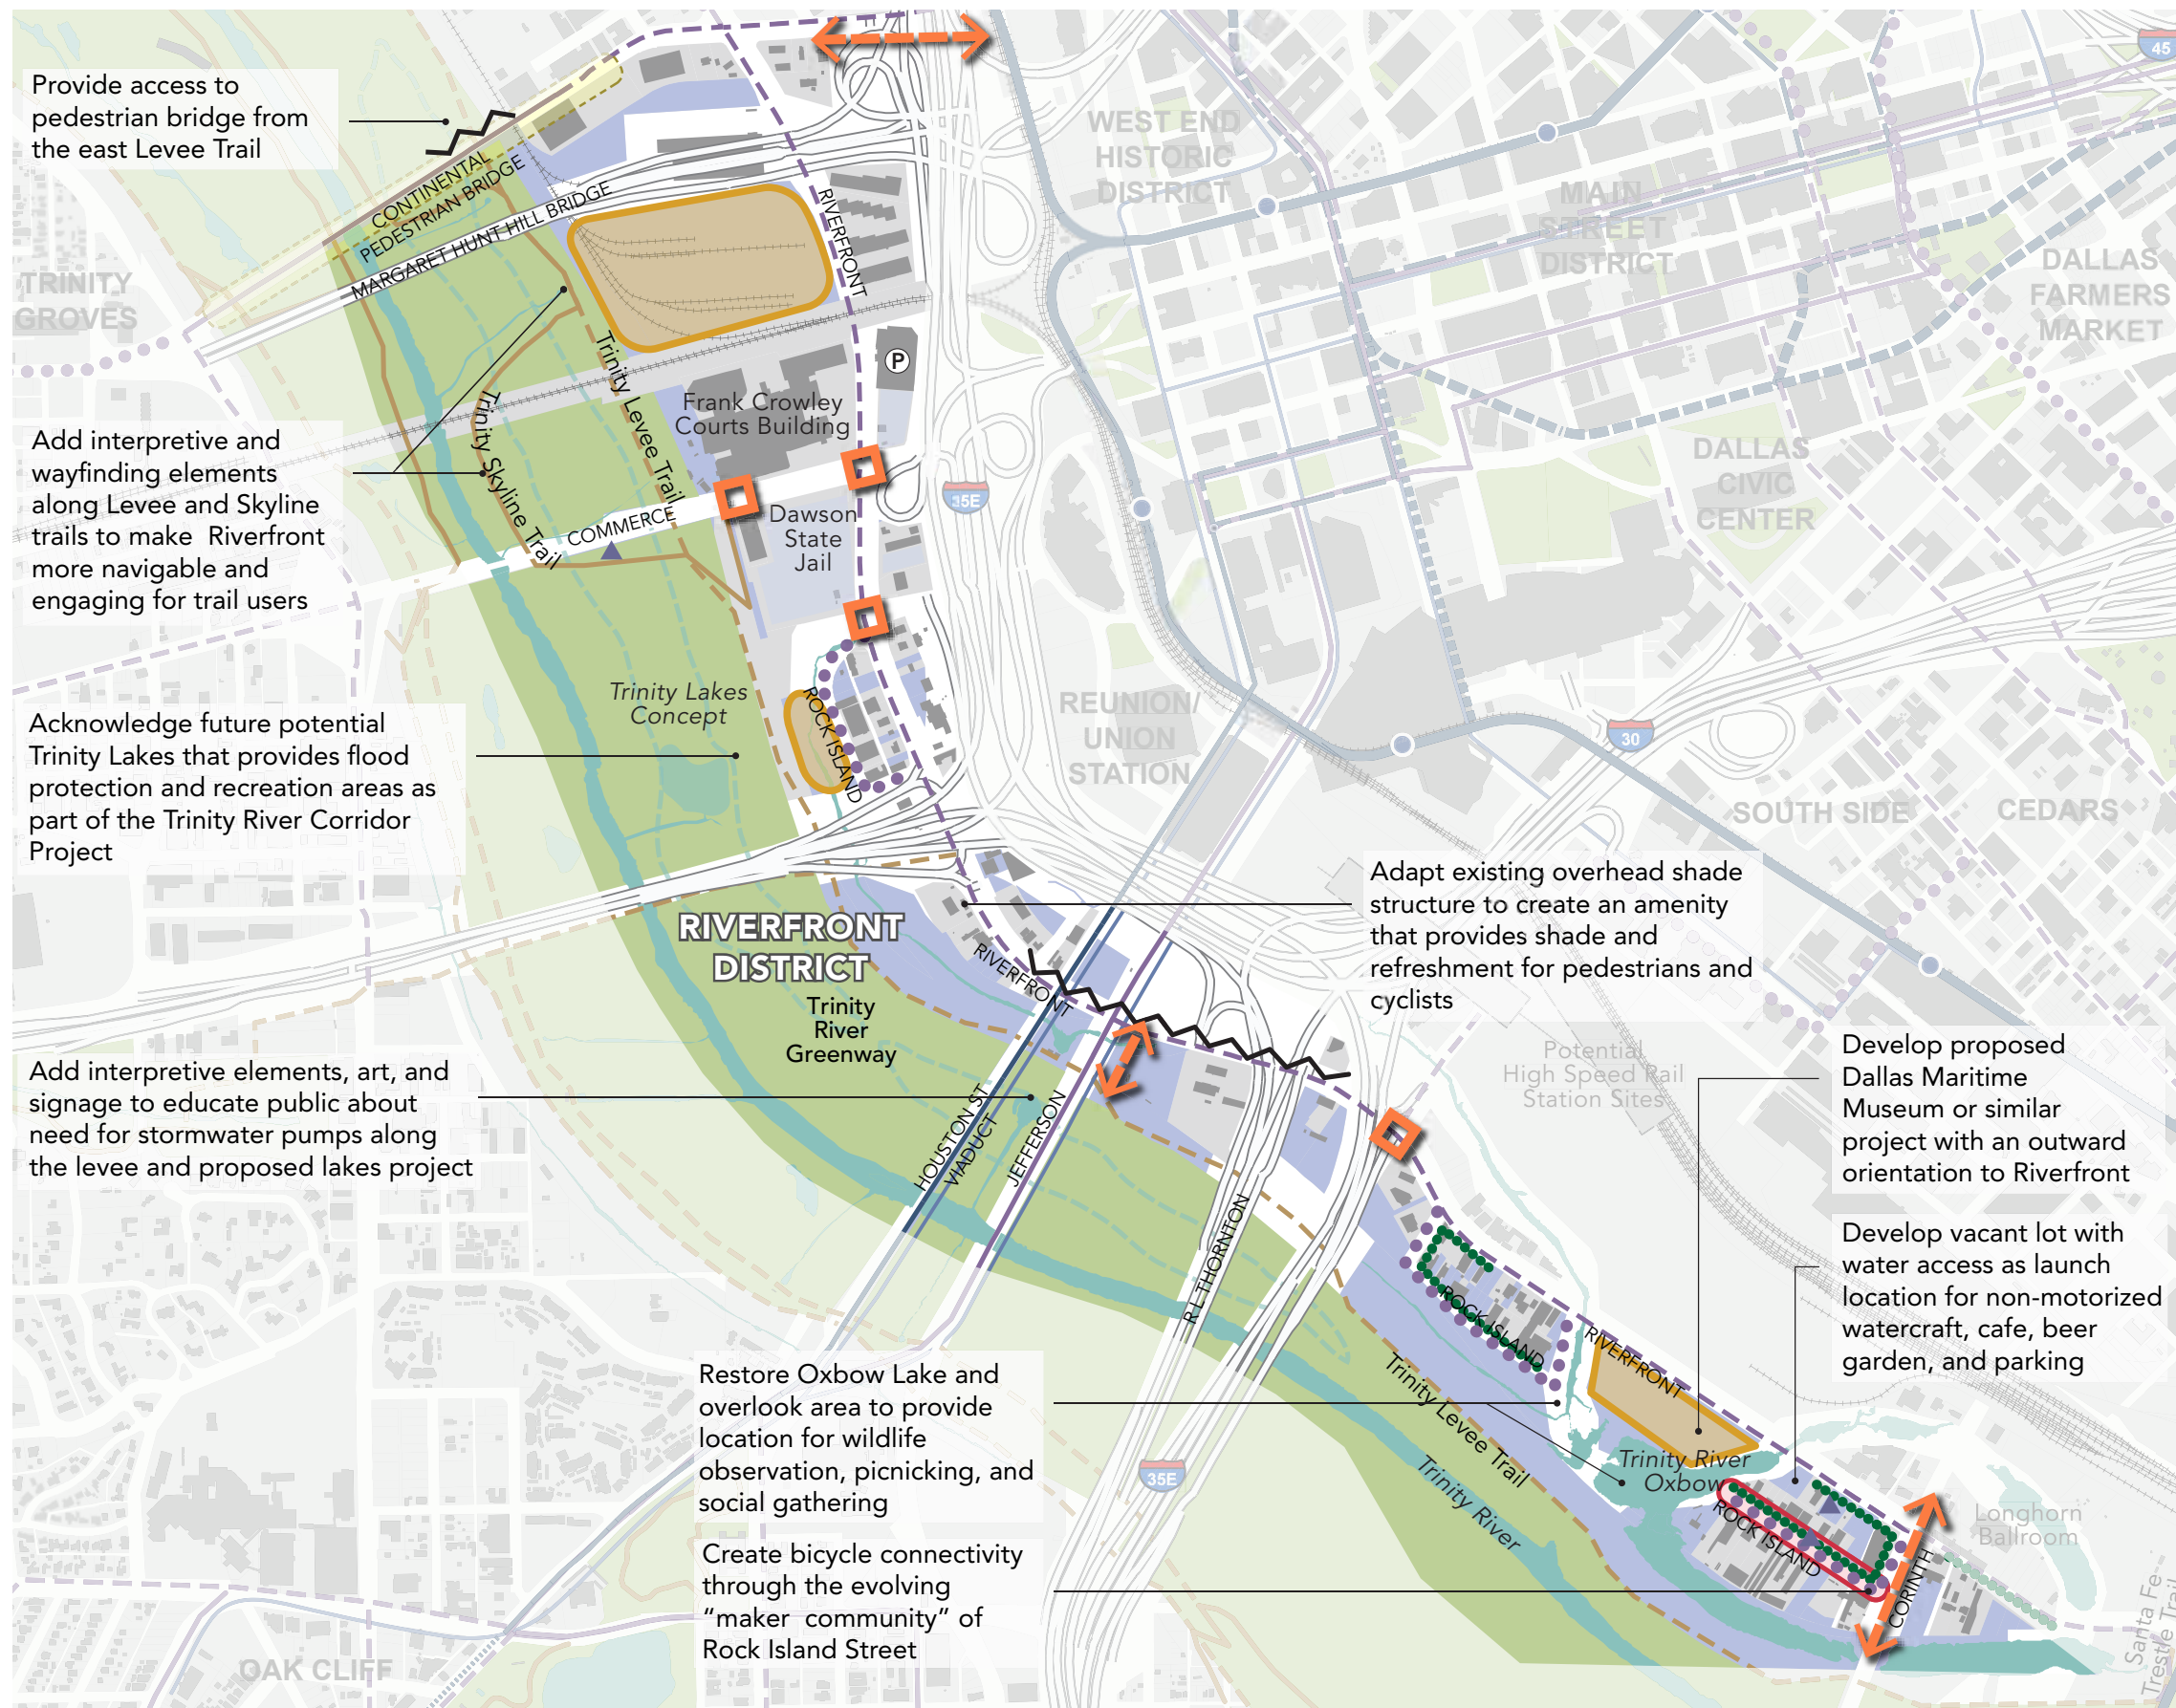 45
Provide access to
pedestrian bridge from
the east Levee Trail
WEST END
HISTORIC
DISTRICT
MAIN
STREET
DISTRICT
DALLAS
FARMERS
MARKET
CONTINENTAL
PEDESTRIAN BRIDGE
MARGARET HUNT HILL BRIDGE
RIVERFRONT
TRINITY
GROVES
P
Trinity Levee Trail
Frank Crowley
Courts Building
Trinity Skyline Trail
Add interpretive and
wayfinding elements
along Levee and Skyline
trails to make  Riverfront
more navigable and
engaging for trail users
DALLAS
CIVIC
CENTER
35E
COMMERCE
Dawson
State
Jail
Trinity Lakes
Concept
ROCK ISLAND
REUNION/
UNION
STATION
30
Acknowledge future potential
Trinity Lakes that provides flood
protection and recreation areas as
part of the Trinity River Corridor
Project
SOUTH SIDE
CEDARS
Adapt existing overhead shade
structure to create an amenity
that provides shade and
refreshment for pedestrians and
cyclists
RIVERFRONT
DISTRICT
Trinity
River
Greenway
RIVERFRONT
Potential
High Speed Rail
Station Sites
Develop proposed
Dallas Maritime
Museum or similar
project with an outward
orientation to Riverfront
Add interpretive elements, art, and
signage to educate public about
need for stormwater pumps along
the levee and proposed lakes project
HOUSTON ST
VIADUCT
JEFFERSON
R L THORNTON
Develop vacant lot with
water access as launch
location for non-motorized
watercraft, cafe, beer
garden, and parking
ROCK ISLAND
RIVERFRONT
Trinity Levee Trail
Trinity River
Trinity River
Oxbow
Restore Oxbow Lake and
overlook area to provide
location for wildlife
observation, picnicking, and
social gathering
35E
ROCK ISLAND
CORINTH
Longhorn
Ballroom
Santa Fe
Trestle Trail
Create bicycle connectivity
through the evolving
“maker  community” of
Rock Island Street
OAK CLIFF